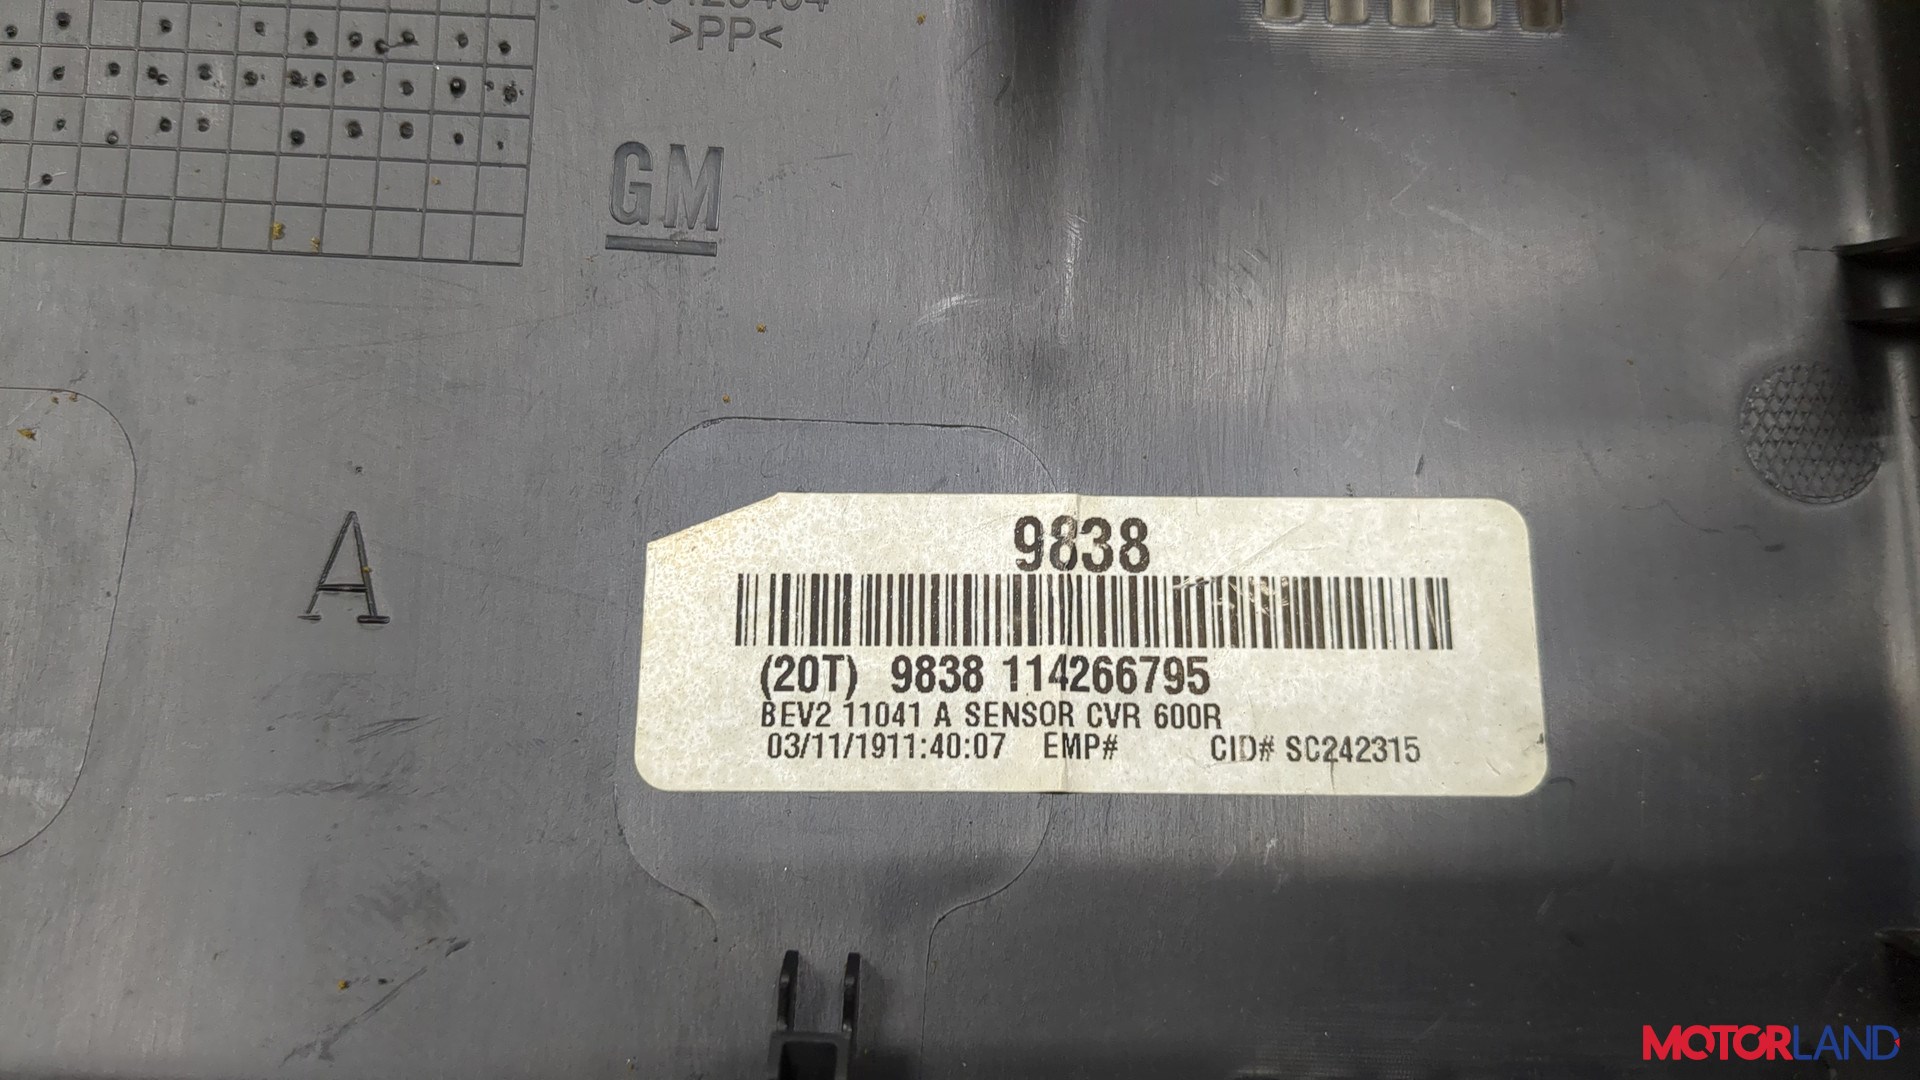 >PP<
GM
A
9838
(20T) 9838 114266795
BEV2 11041 A SENSOR CVR 600R
03/11/1911:40:07 EMP# CID# SC242315
MOTORLAND